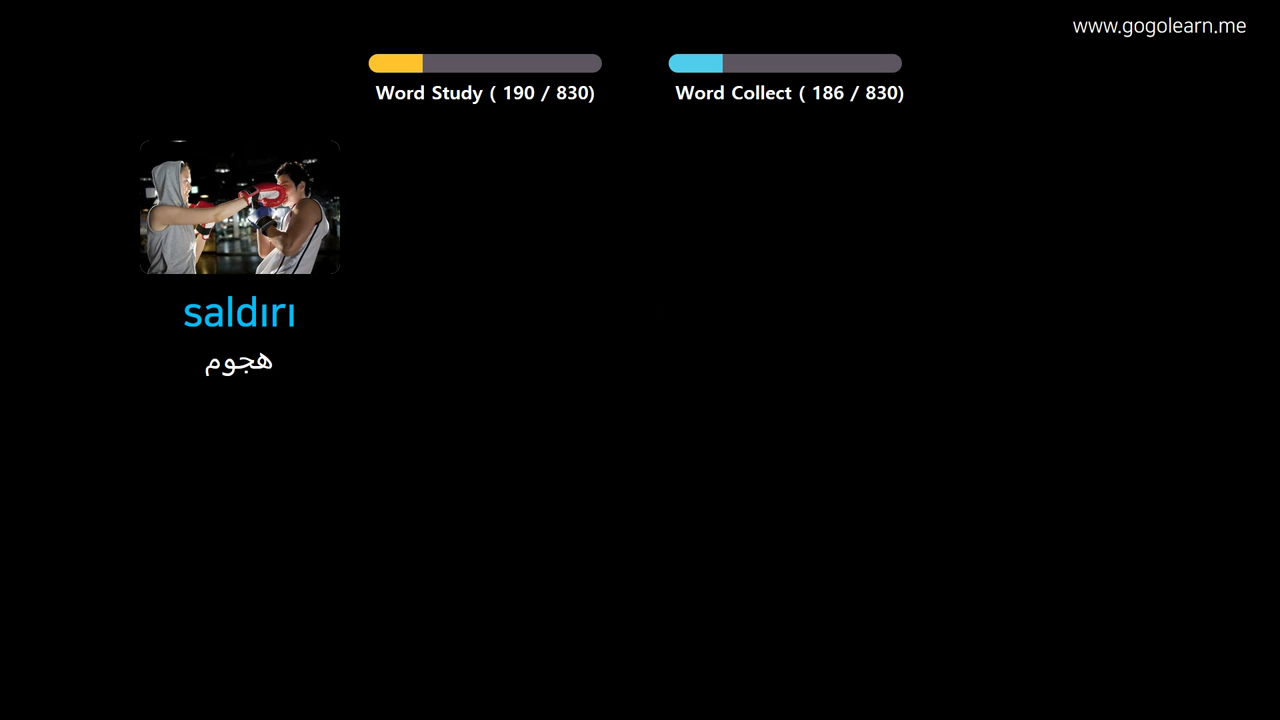 www.gogolearn.me
Word Study ( 190 / 830)
Word Collect ( 186 / 830)
saldırı
هجوم